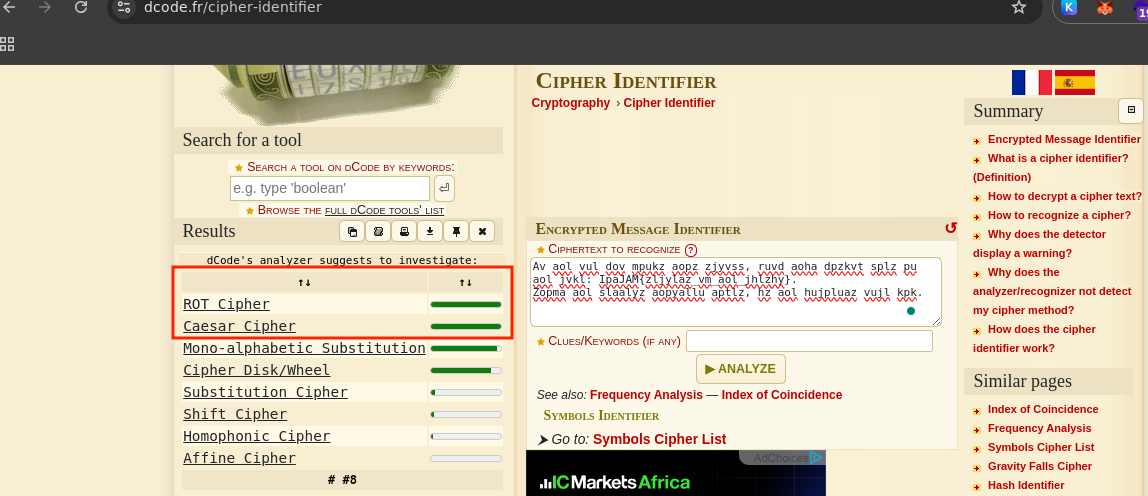 dcode.fr/cipher-identifier
K
19
Search for a tool
Search a tool on dCode by keywords:
e.g. type 'boolean'
Browse the full dCode tools' list
Results
dCode's analyzer suggests to investigate:
↑↓ ↑↓
ROT Cipher
Caesar Cipher
Mono-alphabetic Substitution
Cipher Disk/Wheel
Substitution Cipher
Shift Cipher
Homophonic Cipher
Affine Cipher
# #8
Cipher Identifier
Cryptography › Cipher Identifier
Encrypted Message Identifier
Ciphertext to recognize ?
Av aol vul dov mpukz aopz zjyvss, ruvd aoha dpzkvt splz pu
aol jvkl: IpaJAM{zljylaz_vm_aol_jhlzhy}.
Zopma aol slaalyz aopyallu aptlz, hz aol hujpluaz vujl kpk.
Clues/Keywords (if any)
▶ ANALYZE
See also: Frequency Analysis — Index of Coincidence
Symbols Identifier
➤ Go to: Symbols Cipher List
AdChoices
IC Markets Africa
Summary
Encrypted Message Identifier
What is a cipher identifier?
(Definition)
How to decrypt a cipher text?
How to recognize a cipher?
Why does the detector
display a warning?
Why does the
analyzer/recognizer not detect
my cipher method?
How does the cipher
identifier work?
Similar pages
Index of Coincidence
Frequency Analysis
Symbols Cipher List
Gravity Falls Cipher
Hash Identifier